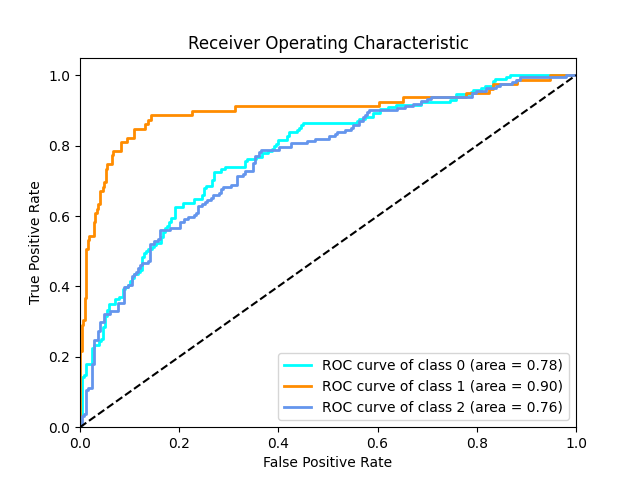 Receiver Operating Characteristic
1.0
0.8
0.6
0.4
0.2
0.0
True Positive Rate
ROC curve of class 0 (area = 0.78)
ROC curve of class 1 (area = 0.90)
ROC curve of class 2 (area = 0.76)
0.0 0.2 0.4 0.6 0.8 1.0
False Positive Rate